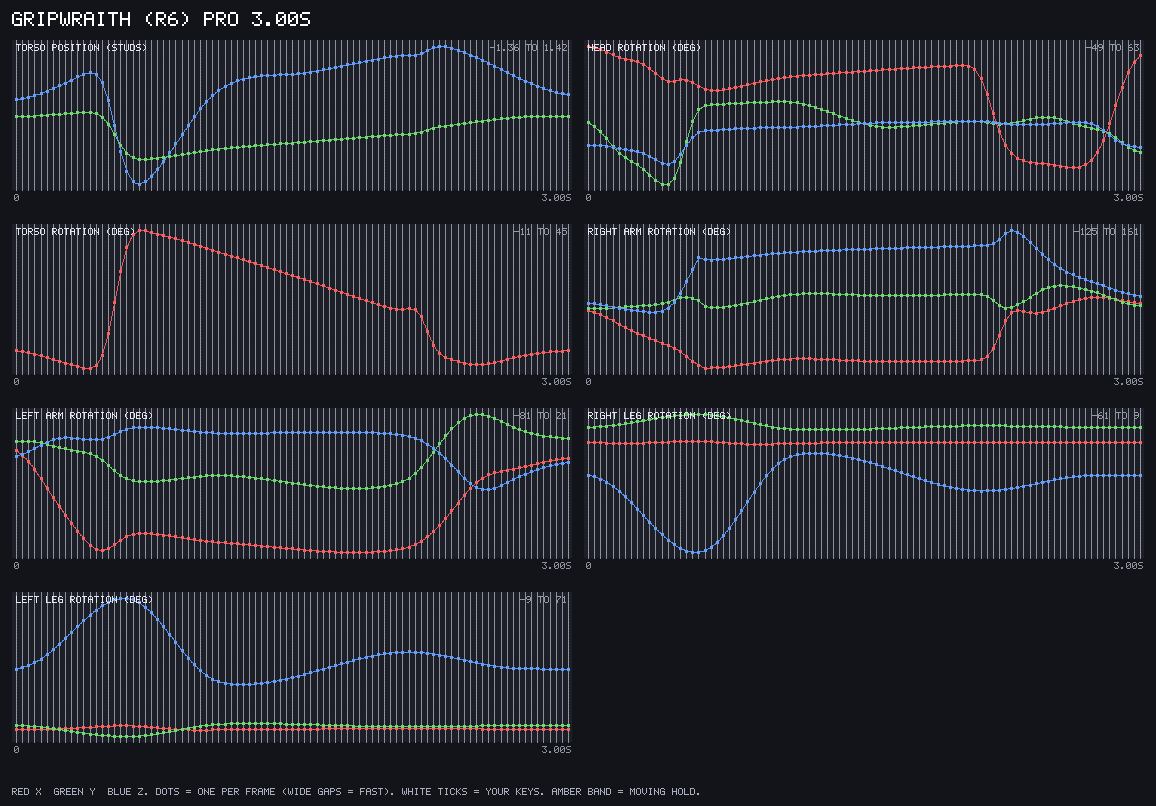 GRIPWRAITH (R6) PRO 3.00S
TORSO POSITION (STUDS) -1.36 TO 1.42
0 3.00S
HEAD ROTATION (DEG) -49 TO 63
0 3.00S
TORSO ROTATION (DEG) -11 TO 45
0 3.00S
RIGHT ARM ROTATION (DEG) -125 TO 161
0 3.00S
LEFT ARM ROTATION (DEG) -81 TO 21
0 3.00S
RIGHT LEG ROTATION (DEG) -61 TO 9
0 3.00S
LEFT LEG ROTATION (DEG) -9 TO 71
0 3.00S
RED X GREEN Y BLUE Z. DOTS = ONE PER FRAME (WIDE GAPS = FAST). WHITE TICKS = YOUR KEYS. AMBER BAND = MOVING HOLD.